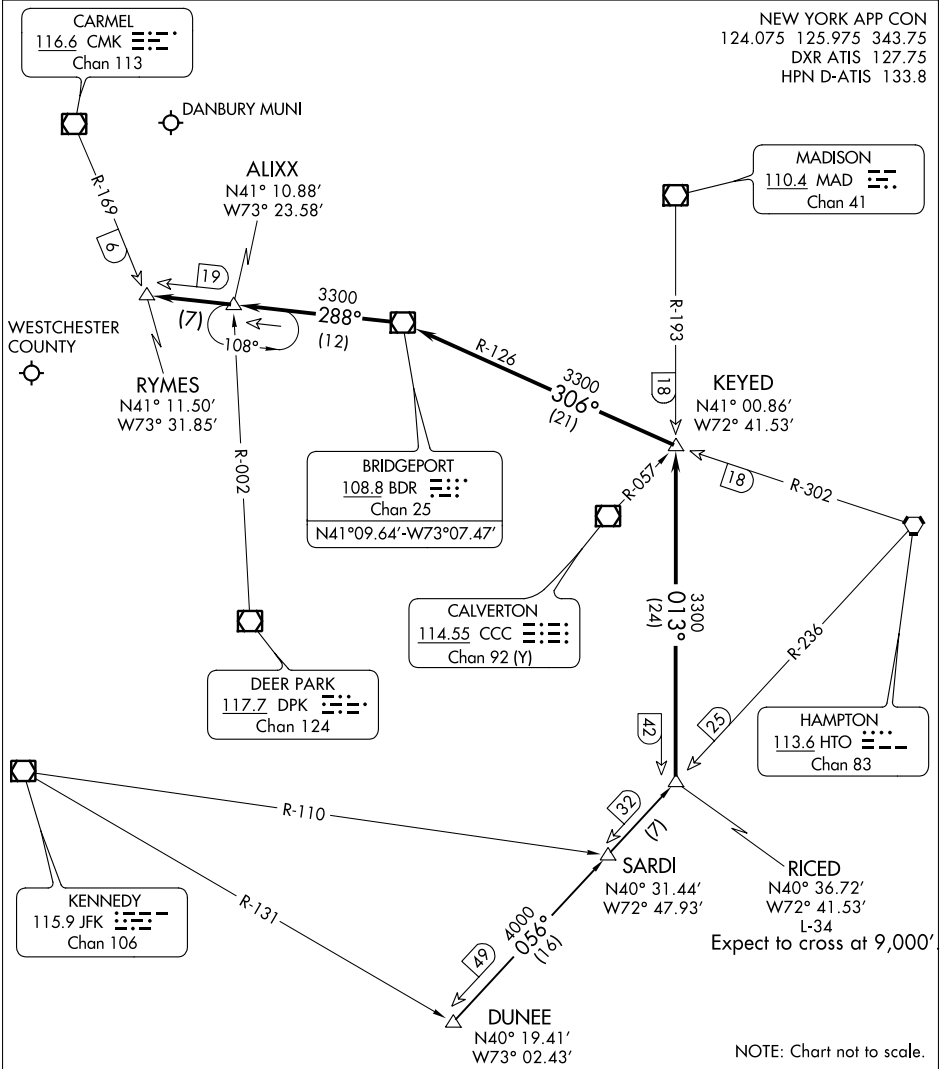 CARMEL
116.6 CMK
Chan 113
NEW YORK APP CON
124.075 125.975 343.75
DXR ATIS 127.75
HPN D-ATIS 133.8
DANBURY MUNI
ALIXX
N41° 10.88′
W73° 23.58′
MADISON
110.4 MAD
Chan 41
R-169
6
19
(7)
108°
3300
288°
(12)
R-126
3300
306°
(21)
R-193
18
WESTCHESTER
COUNTY
RYMES
N41° 11.50′
W73° 31.85′
KEYED
N41° 00.86′
W72° 41.53′
R-002
BRIDGEPORT
108.8 BDR
Chan 25
N41°09.64′-W73°07.47′
R-057
18
R-302
CALVERTON
114.55 CCC
Chan 92 (Y)
3300
013°
(24)
R-236
DEER PARK
117.7 DPK
Chan 124
42
25
HAMPTON
113.6 HTO
Chan 83
R-110
32
(7)
SARDI
N40° 31.44′
W72° 47.93′
RICED
N40° 36.72′
W72° 41.53′
L-34
Expect to cross at 9,000′.
KENNEDY
115.9 JFK
Chan 106
R-131
4000
056°
(16)
49
DUNEE
N40° 19.41′
W73° 02.43′
NOTE: Chart not to scale.